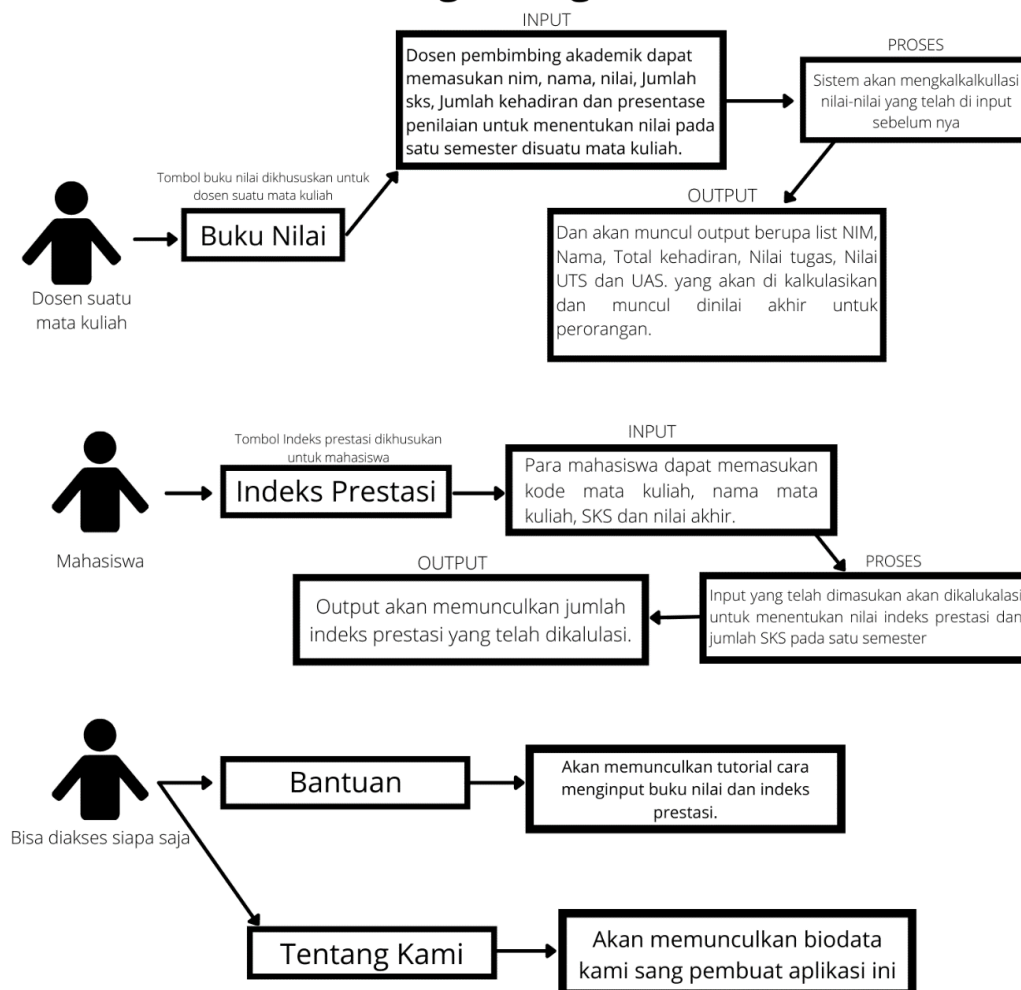 INPUT
Dosen pembimbing akademik dapat
memasukan nim, nama, nilai, Jumlah
sks, Jumlah kehadiran dan presentase
penilaian untuk menentukan nilai pada
satu semester disuatu mata kuliah.
PROSES
Sistem akan mengkalkalkullasi
nilai-nilai yang telah di input
sebelum nya
Tombol buku nilai dikhususkan untuk
dosen suatu mata kuliah
Buku Nilai
Dosen suatu
mata kuliah
OUTPUT
Dan akan muncul output berupa list NIM,
Nama, Total kehadiran, Nilai tugas, Nilai
UTS dan UAS. yang akan di kalkulasikan
dan muncul dinilai akhir untuk
perorangan.
Tombol Indeks prestasi dikhusukan
untuk mahasiswa
Indeks Prestasi
Mahasiswa
INPUT
Para mahasiswa dapat memasukan
kode mata kuliah, nama mata
kuliah, SKS dan nilai akhir.
PROSES
Input yang telah dimasukan akan dikalukalasi
untuk menentukan nilai indeks prestasi dan
jumlah SKS pada satu semester
OUTPUT
Output akan memunculkan jumlah
indeks prestasi yang telah dikalulasi.
Bisa diakses siapa saja
Bantuan
Akan memunculkan tutorial cara
menginput buku nilai dan indeks
prestasi.
Tentang Kami
Akan memunculkan biodata
kami sang pembuat aplikasi ini